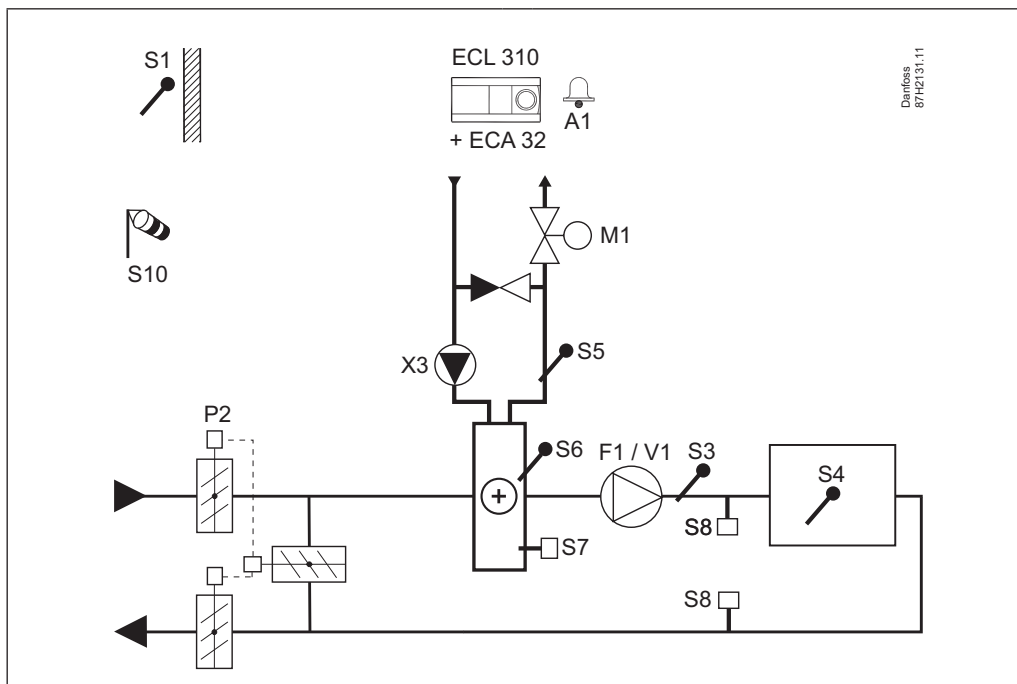 S1
ECL 310
A1
+ ECA 32
Danfoss
87H2131.11
S10
M1
S5
X3
P2
S6
F1 / V1
S3
S4
S8
S7
S8